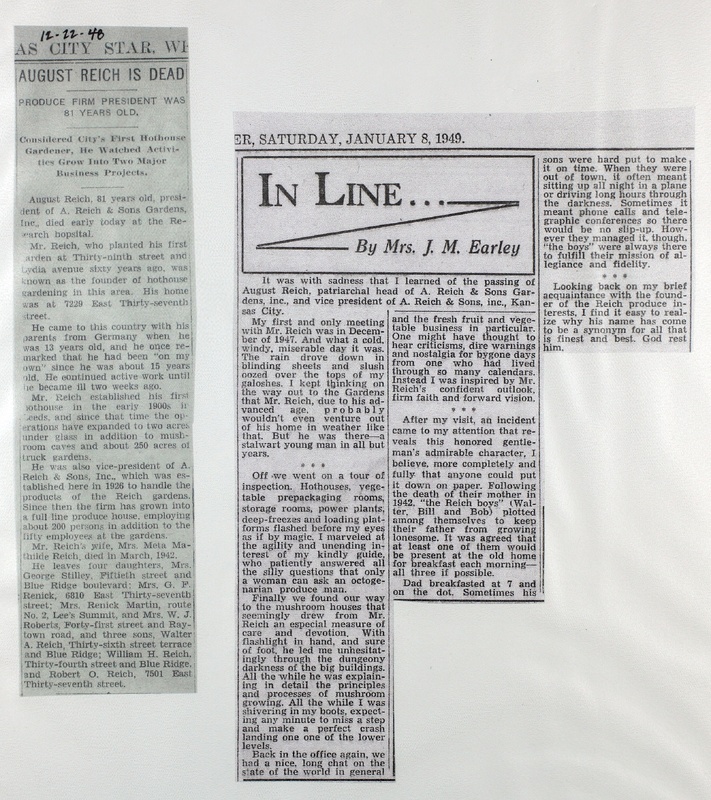 12-22-48
AS CITY STAR, WE
AUGUST REICH IS DEAD
PRODUCE FIRM PRESIDENT WAS
81 YEARS OLD.
Considered City's First Hothouse
Gardener, He Watched Activi-
ties Grow Into Two Major
Business Projects.
August Reich, 81 years old, presi-
dent of A. Reich & Sons Gardens,
Inc., died early today at the Re-
earch hospital.
Mr. Reich, who planted his first
arden at Thirty-ninth street and
Lydia avenue sixty years ago, was
known as the founder of hothouse
gardening in this area. His home
was at 7229 East Thirty-seventh
street.
He came to this country with his
parents from Germany when he
was 13 years old, and he once re-
marked that he had been "on my
own" since he was about 15 years
old. He continued active work until
he became ill two weeks ago.
Mr. Reich established his first
hothouse in the early 1900s in
Leeds, and since that time the op-
erations have expanded to two acres
under glass in addition to mush-
room caves and about 250 acres of
truck gardens.
He was also vice-president of A.
Reich & Sons, Inc., which was es-
tablished here in 1926 to handle the
products of the Reich gardens.
Since then the firm has grown into
a full line produce house, employing
about 200 persons in addition to the
fifty employees at the gardens.
Mr. Reich's wife, Mrs. Meta Ma-
thilde Reich, died in March, 1942.
He leaves four daughters, Mrs.
George Stilley, Fiftieth street and
Blue Ridge boulevard; Mrs. G. F.
Renick, 6810 East Thirty-seventh
street; Mrs. Renick Martin, route
No. 2, Lee's Summit, and Mrs. W. J.
Roberts, Forty-first street and Ray-
town road, and three sons, Walter
A. Reich, Thirty-sixth street terrace
and Blue Ridge; William H. Reich,
Thirty-fourth street and Blue Ridge,
and Robert O. Reich, 7501 East
Thirty-seventh street.
ER, SATURDAY, JANUARY 8, 1949.
IN LINE...
By Mrs. J. M. Earley
It was with sadness that I learned of the passing of
August Reich, patriarchal head of A. Reich & Sons Gar-
dens, inc., and vice president of A. Reich & Sons, inc., Kan-
sas City.
My first and only meeting
with Mr. Reich was in Decem-
ber of 1947. And what a cold,
windy, miserable day it was.
The rain drove down in
blinding sheets and slush
oozed over the tops of my
galoshes. I kept thinking on
the way out to the Gardens
that Mr. Reich, due to his ad-
vanced age, probably
wouldn't even venture out
of his home in weather like
that. But he was there—a
stalwart young man in all but
years.
* * *
Off we went on a tour of
inspection. Hothouses, vege-
table prepackaging rooms,
storage rooms, power plants,
deep-freezes and loading plat-
forms flashed before my eyes
as if by magic. I marveled at
the agility and unending in-
terest of my kindly guide,
who patiently answered all
the silly questions that only
a woman can ask an octoge-
narian produce man.
Finally we found our way
to the mushroom houses that
seemingly drew from Mr.
Reich an especial measure of
care and devotion. With
flashlight in hand, and sure
of foot, he led me unhesitat-
ingly through the dungeony
darkness of the big buildings.
All the while he was explain-
ing in detail the principles
and processes of mushroom
growing. All the while I was
shivering in my boots, expect-
ing any minute to miss a step
and make a perfect crash
landing one one of the lower
levels.
Back in the office again, we
had a nice, long chat on the
state of the world in general
and the fresh fruit and vege-
table business in particular.
One might have thought to
hear criticisms, dire warnings
and nostalgia for bygone days
from one who had lived
through so many calendars.
Instead I was inspired by Mr.
Reich's confident outlook,
firm faith and forward vision.
* * *
After my visit, an incident
came to my attention that re-
veals this honored gentle-
man's admirable character, I
believe, more completely and
fully that anyone could put
it down on paper. Following
the death of their mother in
1942, "the Reich boys" (Wal-
ter, Bill and Bob) plotted
among themselves to keep
their father from growing
lonesome. It was agreed that
at least one of them would
be present at the old home
for breakfast each morning—
all three if possible.
Dad breakfasted at 7 and
on the dot. Sometimes his
sons were hard put to make
it on time. When they were
out of town, it often meant
sitting up all night in a plane
or driving long hours through
the darkness. Sometimes it
meant phone calls and tele-
graphic conferences so there
would be no slip-up. How-
ever they managed it, though,
"the boys" were always there
to fulfill their mission of al-
legiance and fidelity.
* * *
Looking back on my brief
acquaintance with the found-
er of the Reich produce in-
terests, I find it easy to real-
ize why his name has come
to be a synonym for all that
is finest and best. God rest
him.